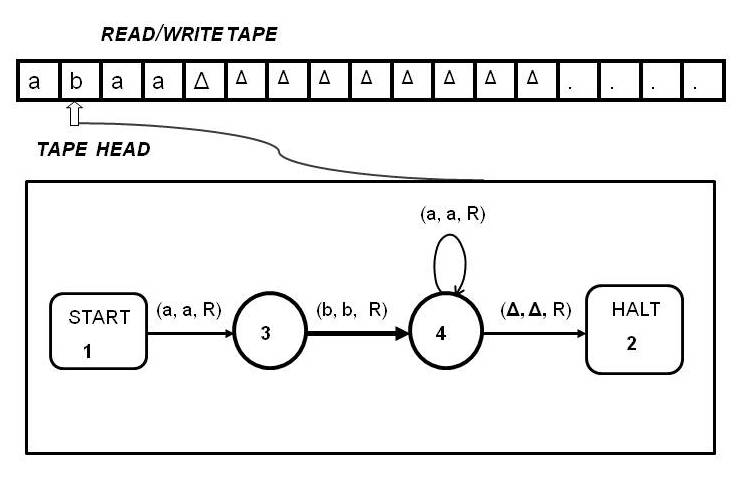 READ/WRITE TAPE
a b a a Δ Δ Δ Δ Δ Δ Δ Δ Δ . . . .
TAPE HEAD
(a, a, R)
START (a, a, R) (b, b, R) (Δ, Δ, R) HALT
1 3 4 2